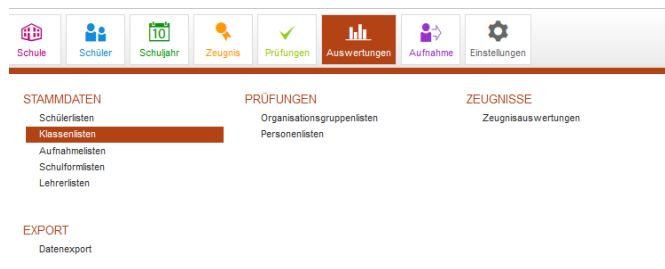 10
Schule
Schüler
Schuljahr
Zeugnis
Prüfungen
Auswertungen
Aufnahme
Einstellungen
STAMMDATEN
Schülerlisten
Klassenlisten
Aufnahmelisten
Schulformlisten
Lehrerlisten
PRÜFUNGEN
Organisationsgruppenlisten
Personenlisten
ZEUGNISSE
Zeugnisauswertungen
EXPORT
Datenexport